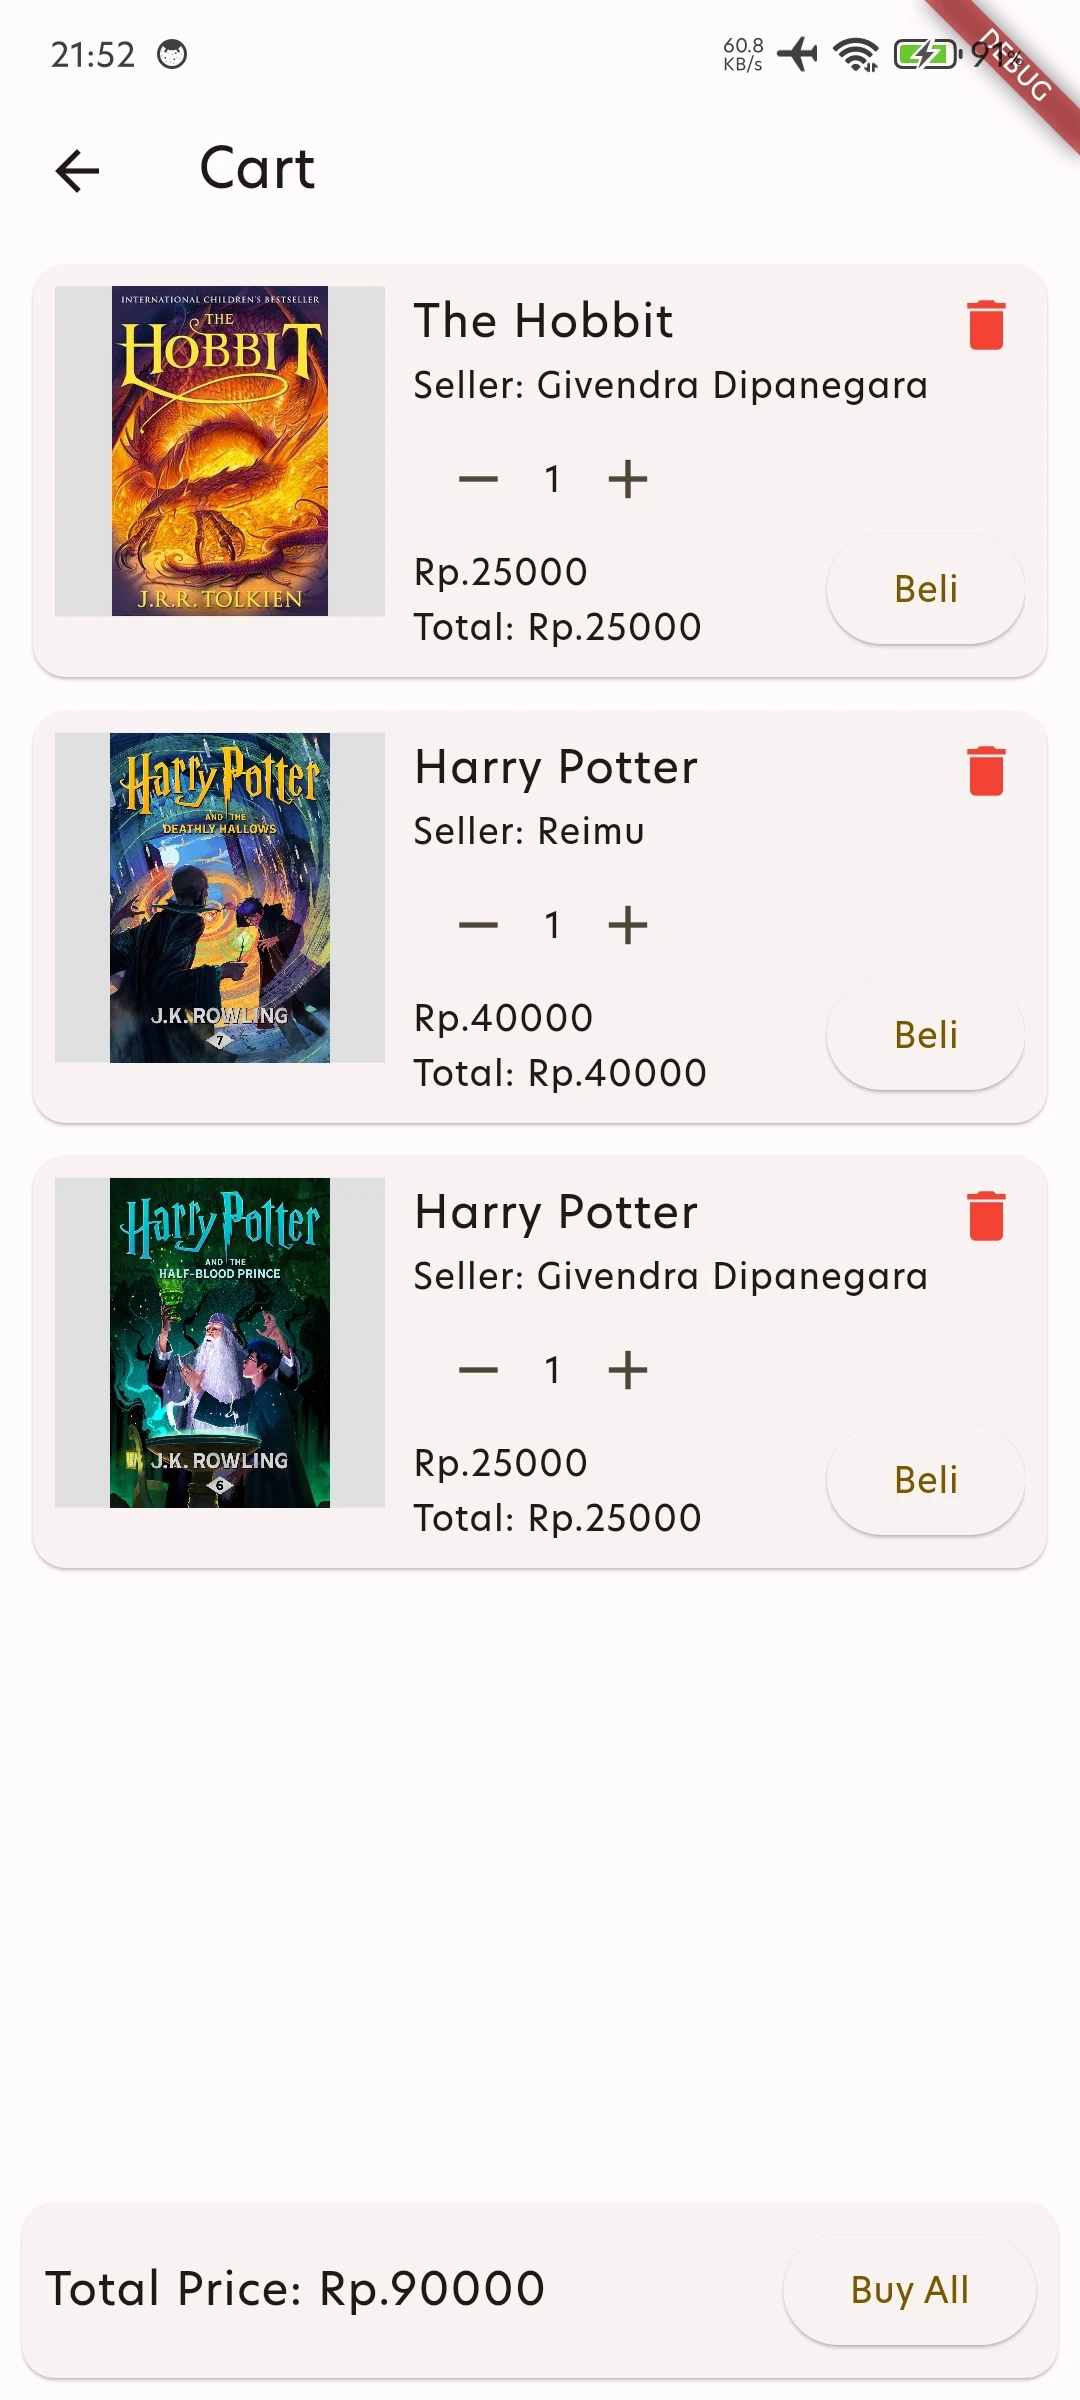 21:52
60.8
KB/s
91%
DEBUG
Cart
INTERNATIONAL CHILDREN'S BESTSELLER
THE
HOBBIT
J.R.R. TOLKIEN
The Hobbit
Seller: Givendra Dipanegara
1
Rp.25000
Total: Rp.25000
Beli
Harry Potter
AND THE
DEATHLY HALLOWS
J.K. ROWLING
7
Harry Potter
Seller: Reimu
1
Rp.40000
Total: Rp.40000
Beli
Harry Potter
AND THE
HALF-BLOOD PRINCE
J.K. ROWLING
6
Harry Potter
Seller: Givendra Dipanegara
1
Rp.25000
Total: Rp.25000
Beli
Total Price: Rp.90000
Buy All